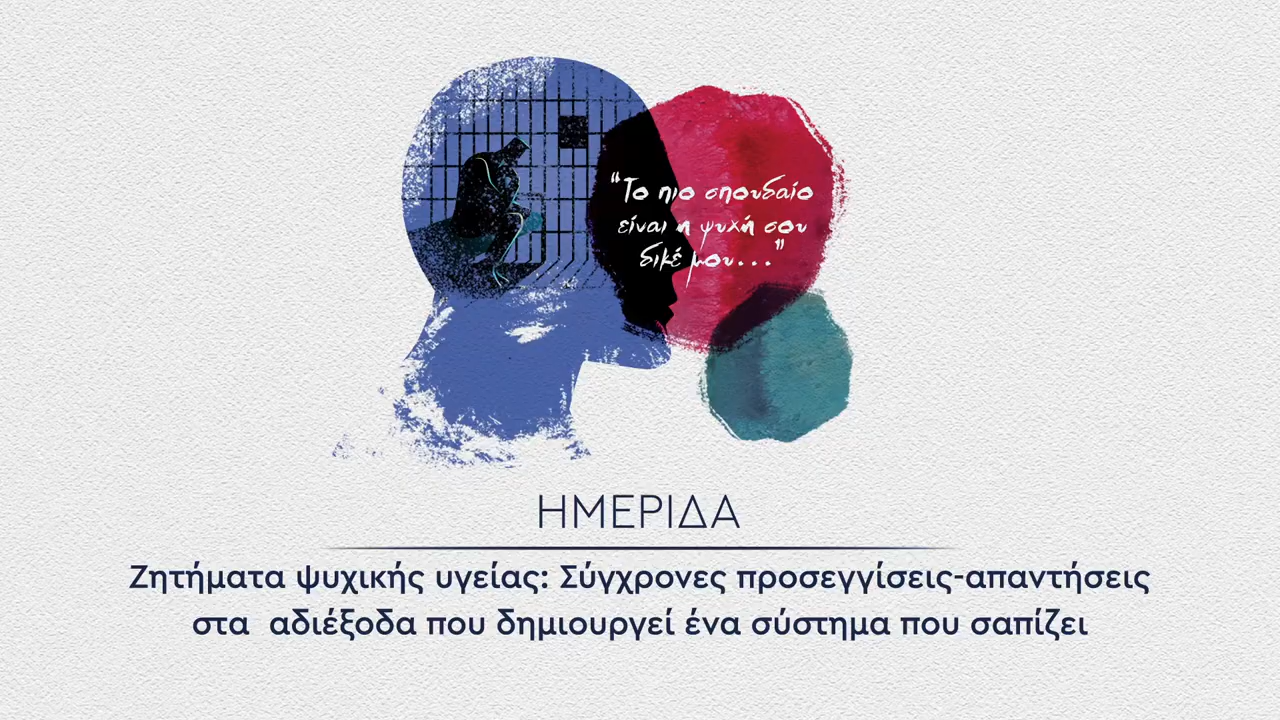 "Το πιο σπουδαίο
είναι η ψυχή σου
δικέ μου..."
ΗΜΕΡΙΔΑ
Ζητήματα ψυχικής υγείας: Σύγχρονες προσεγγίσεις-απαντήσεις
στα αδιέξοδα που δημιουργεί ένα σύστημα που σαπίζει